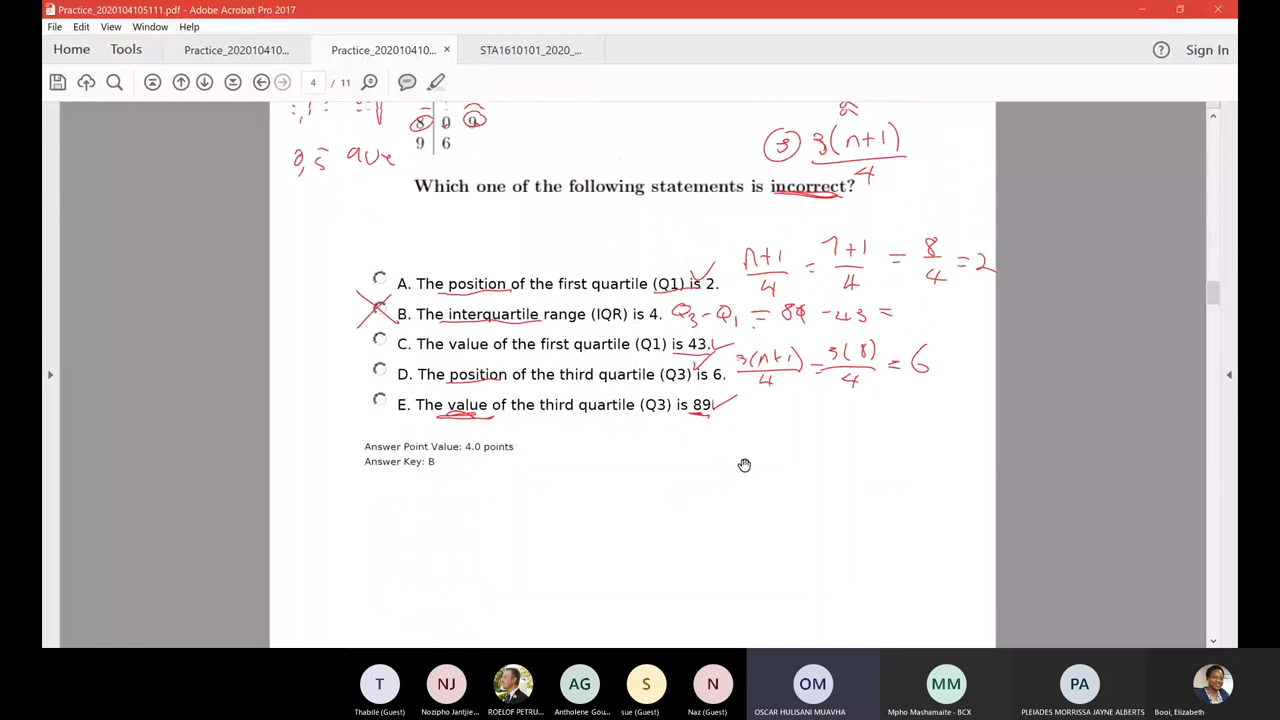 Practice_2020104105111.pdf - Adobe Acrobat Pro 2017
File Edit View Window Help
Home Tools Practice_202010410... Practice_202010410... × STA1610101_2020_... Sign In
4 / 11
8 0 9
9 6
0,5 ave
③ 3(n+1)
4
Which one of the following statements is incorrect?
A. The position of the first quartile (Q1) is 2. n+1/4 = 7+1/4 = 8/4 = 2
B. The interquartile range (IQR) is 4. Q3-Q1 = 89 - 43 =
C. The value of the first quartile (Q1) is 43.
D. The position of the third quartile (Q3) is 6. 3(n+1)/4 = 3(8)/4 = 6
E. The value of the third quartile (Q3) is 89
Answer Point Value: 4.0 points
Answer Key: B
T NJ AG S N OM MM PA
Thabile (Guest) Nozipho Jantjie... ROELOF PETRU... Antholene Gou... sue (Guest) Naz (Guest) OSCAR HULISANI MUAVHA Mpho Mashamaite - BCX PLEIADES MORRISSA JAYNE ALBERTS Booi, Elizabeth